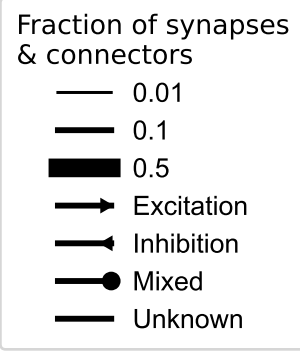 Fraction of synapses
& connectors
0.01
0.1
0.5
Excitation
Inhibition
Mixed
Unknown